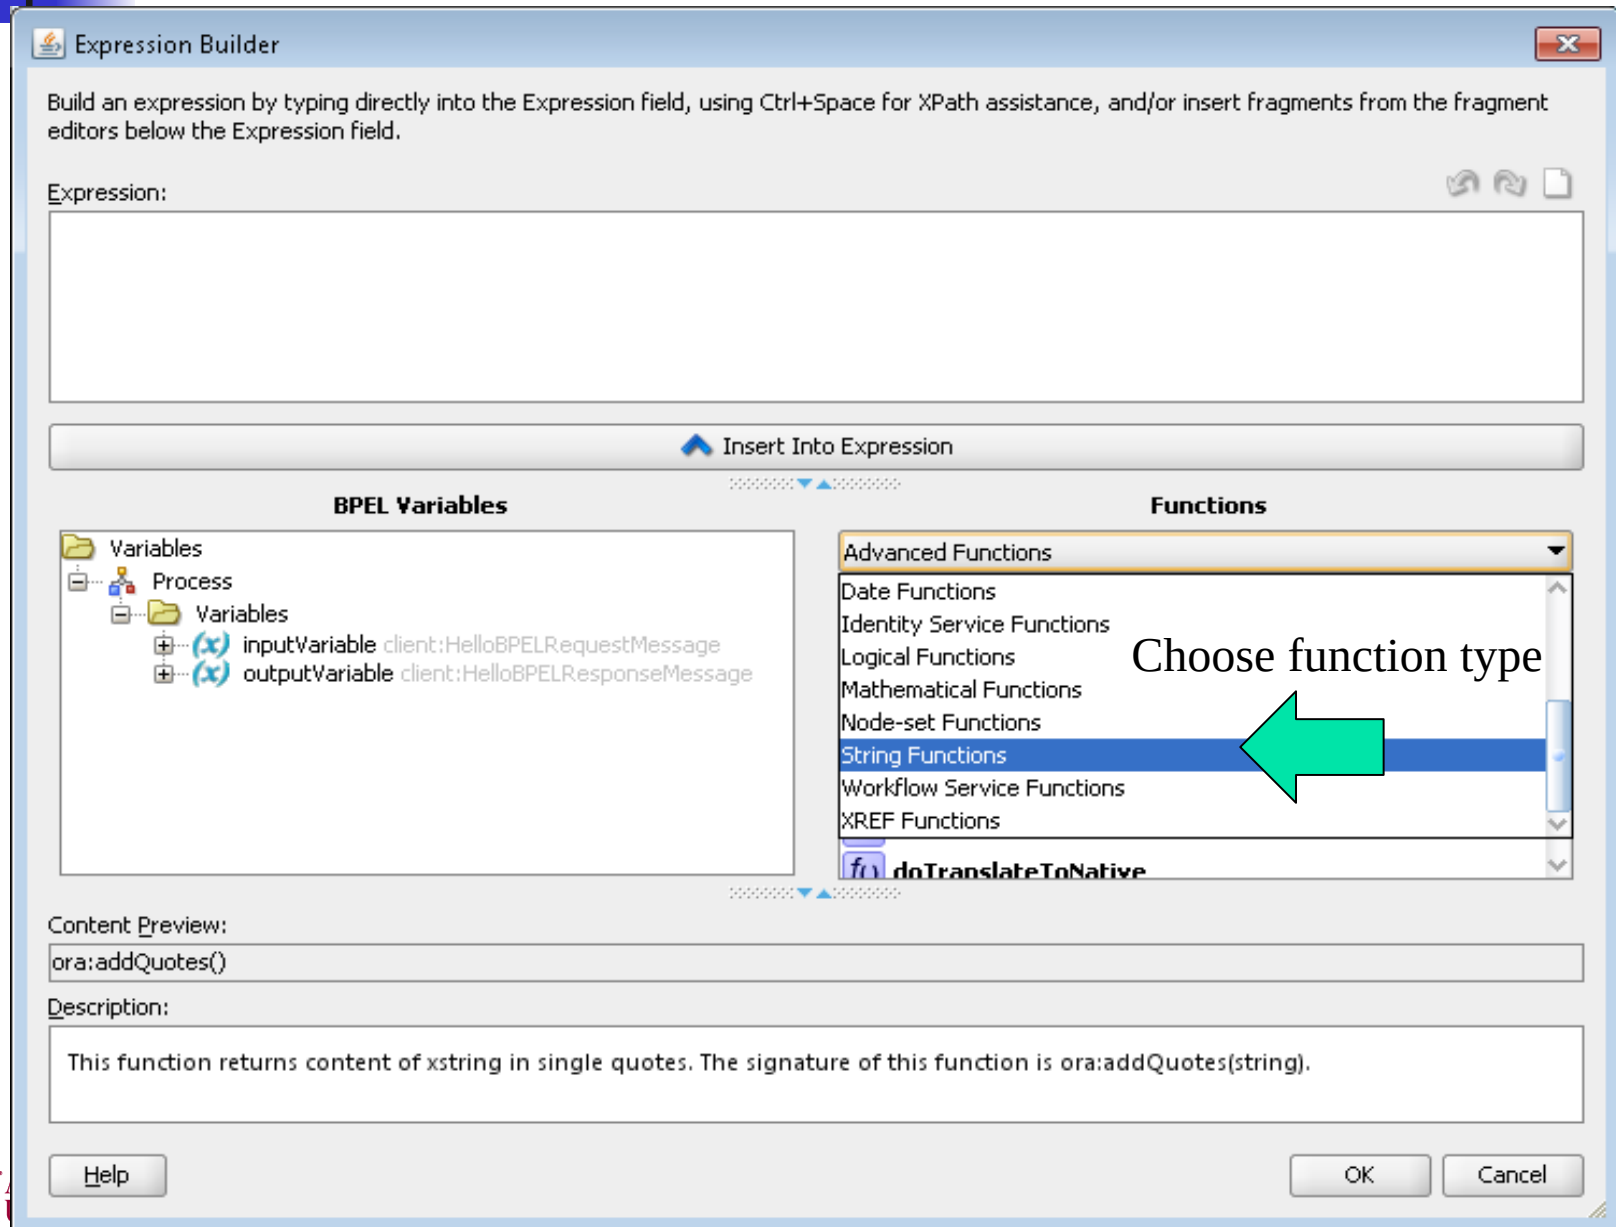 Expression Builder
Build an expression by typing directly into the Expression field, using Ctrl+Space for XPath assistance, and/or insert fragments from the fragment
editors below the Expression field.
Expression:
Insert Into Expression
BPEL Variables
Variables
Process
Variables
inputVariable client:HelloBPELRequestMessage
outputVariable client:HelloBPELResponseMessage
Functions
Advanced Functions
Date Functions
Identity Service Functions
Logical Functions
Mathematical Functions
Node-set Functions
String Functions
Workflow Service Functions
XREF Functions
doTranslateToNative
Choose function type
Content Preview:
ora:addQuotes()
Description:
This function returns content of xstring in single quotes. The signature of this function is ora:addQuotes(string).
Help
OK
Cancel